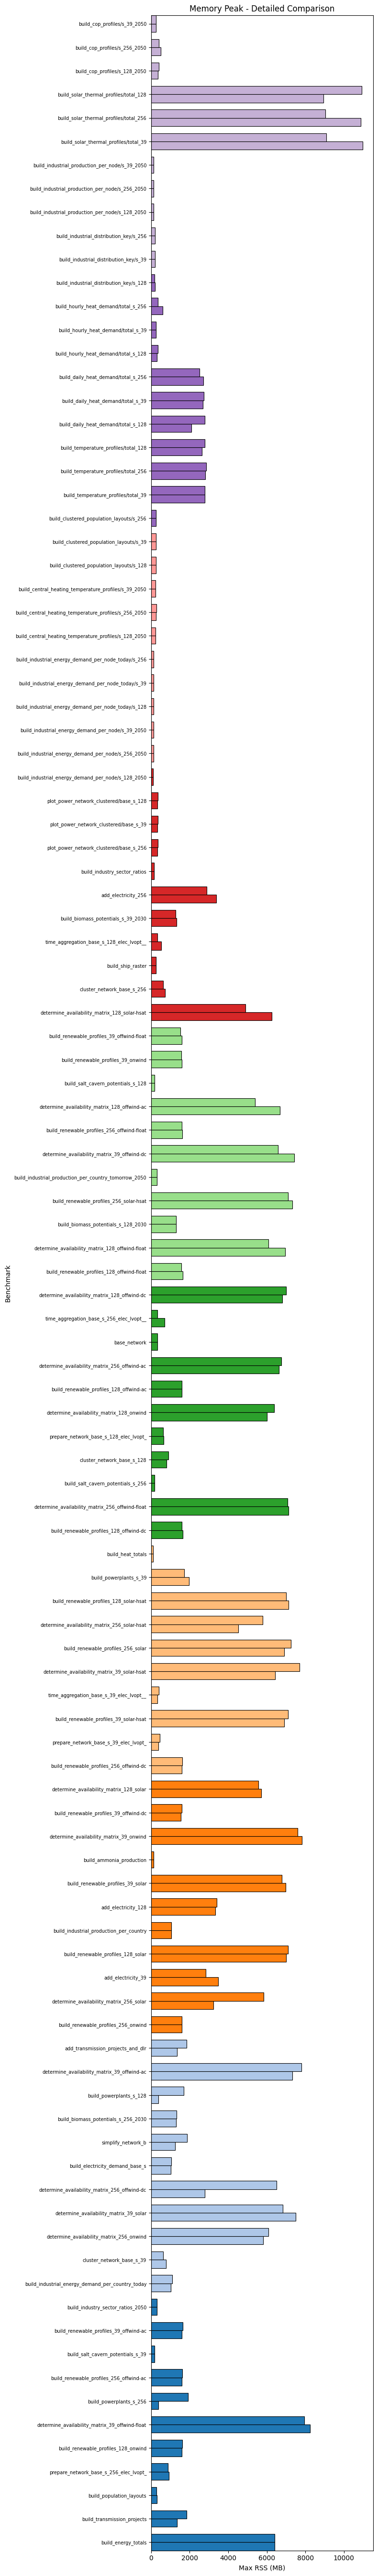 Memory Peak - Detailed Comparison
build_cop_profiles/s_39_2050
build_cop_profiles/s_256_2050
build_cop_profiles/s_128_2050
build_solar_thermal_profiles/total_128
build_solar_thermal_profiles/total_256
build_solar_thermal_profiles/total_39
build_industrial_production_per_node/s_39_2050
build_industrial_production_per_node/s_256_2050
build_industrial_production_per_node/s_128_2050
build_industrial_distribution_key/s_256
build_industrial_distribution_key/s_39
build_industrial_distribution_key/s_128
build_hourly_heat_demand/total_s_256
build_hourly_heat_demand/total_s_39
build_hourly_heat_demand/total_s_128
build_daily_heat_demand/total_s_256
build_daily_heat_demand/total_s_39
build_daily_heat_demand/total_s_128
build_temperature_profiles/total_128
build_temperature_profiles/total_256
build_temperature_profiles/total_39
build_clustered_population_layouts/s_256
build_clustered_population_layouts/s_39
build_clustered_population_layouts/s_128
build_central_heating_temperature_profiles/s_39_2050
build_central_heating_temperature_profiles/s_256_2050
build_central_heating_temperature_profiles/s_128_2050
build_industrial_energy_demand_per_node_today/s_256
build_industrial_energy_demand_per_node_today/s_39
build_industrial_energy_demand_per_node_today/s_128
build_industrial_energy_demand_per_node/s_39_2050
build_industrial_energy_demand_per_node/s_256_2050
build_industrial_energy_demand_per_node/s_128_2050
plot_power_network_clustered/base_s_128
plot_power_network_clustered/base_s_39
plot_power_network_clustered/base_s_256
build_industry_sector_ratios
add_electricity_256
build_biomass_potentials_s_39_2030
time_aggregation_base_s_128_elec_lvopt__
build_ship_raster
cluster_network_base_s_256
determine_availability_matrix_128_solar-hsat
build_renewable_profiles_39_offwind-float
build_renewable_profiles_39_onwind
build_salt_cavern_potentials_s_128
determine_availability_matrix_128_offwind-ac
build_renewable_profiles_256_offwind-float
determine_availability_matrix_39_offwind-dc
build_industrial_production_per_country_tomorrow_2050
build_renewable_profiles_256_solar-hsat
build_biomass_potentials_s_128_2030
determine_availability_matrix_128_offwind-float
build_renewable_profiles_128_offwind-float
determine_availability_matrix_128_offwind-dc
time_aggregation_base_s_256_elec_lvopt__
base_network
determine_availability_matrix_256_offwind-ac
build_renewable_profiles_128_offwind-ac
determine_availability_matrix_128_onwind
prepare_network_base_s_128_elec_lvopt_
cluster_network_base_s_128
build_salt_cavern_potentials_s_256
determine_availability_matrix_256_offwind-float
build_renewable_profiles_128_offwind-dc
build_heat_totals
build_powerplants_s_39
build_renewable_profiles_128_solar-hsat
determine_availability_matrix_256_solar-hsat
build_renewable_profiles_256_solar
determine_availability_matrix_39_solar-hsat
time_aggregation_base_s_39_elec_lvopt__
build_renewable_profiles_39_solar-hsat
prepare_network_base_s_39_elec_lvopt_
build_renewable_profiles_256_offwind-dc
determine_availability_matrix_128_solar
build_renewable_profiles_39_offwind-dc
determine_availability_matrix_39_onwind
build_ammonia_production
build_renewable_profiles_39_solar
add_electricity_128
build_industrial_production_per_country
build_renewable_profiles_128_solar
add_electricity_39
determine_availability_matrix_256_solar
build_renewable_profiles_256_onwind
add_transmission_projects_and_dlr
determine_availability_matrix_39_offwind-ac
build_powerplants_s_128
build_biomass_potentials_s_256_2030
simplify_network_b
build_electricity_demand_base_s
determine_availability_matrix_256_offwind-dc
determine_availability_matrix_39_solar
determine_availability_matrix_256_onwind
cluster_network_base_s_39
build_industrial_energy_demand_per_country_today
build_industry_sector_ratios_2050
build_renewable_profiles_39_offwind-ac
build_salt_cavern_potentials_s_39
build_renewable_profiles_256_offwind-ac
build_powerplants_s_256
determine_availability_matrix_39_offwind-float
build_renewable_profiles_128_onwind
prepare_network_base_s_256_elec_lvopt_
build_population_layouts
build_transmission_projects
build_energy_totals
Benchmark
0 2000 4000 6000 8000 10000
Max RSS (MB)